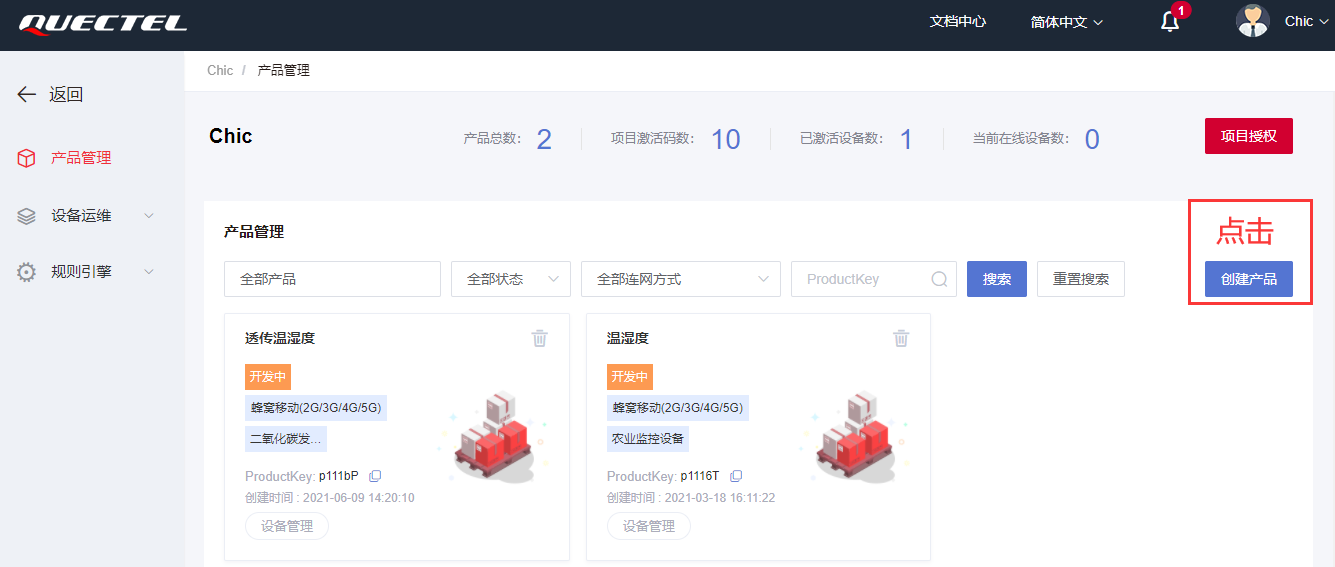 QUECTEL 文档中心 简体中文 1 Chic
返回
产品管理
设备运维
规则引擎
Chic / 产品管理
Chic 产品总数: 2 项目激活码数: 10 已激活设备数: 1 当前在线设备数: 0 项目授权
产品管理
点击
全部产品 全部状态 全部连网方式 ProductKey 搜索 重置搜索 创建产品
透传温湿度
开发中
蜂窝移动(2G/3G/4G/5G)
二氧化碳发...
ProductKey: p111bP
创建时间 : 2021-06-09 14:20:10
设备管理
温湿度
开发中
蜂窝移动(2G/3G/4G/5G)
农业监控设备
ProductKey: p1116T
创建时间 : 2021-03-18 16:11:22
设备管理